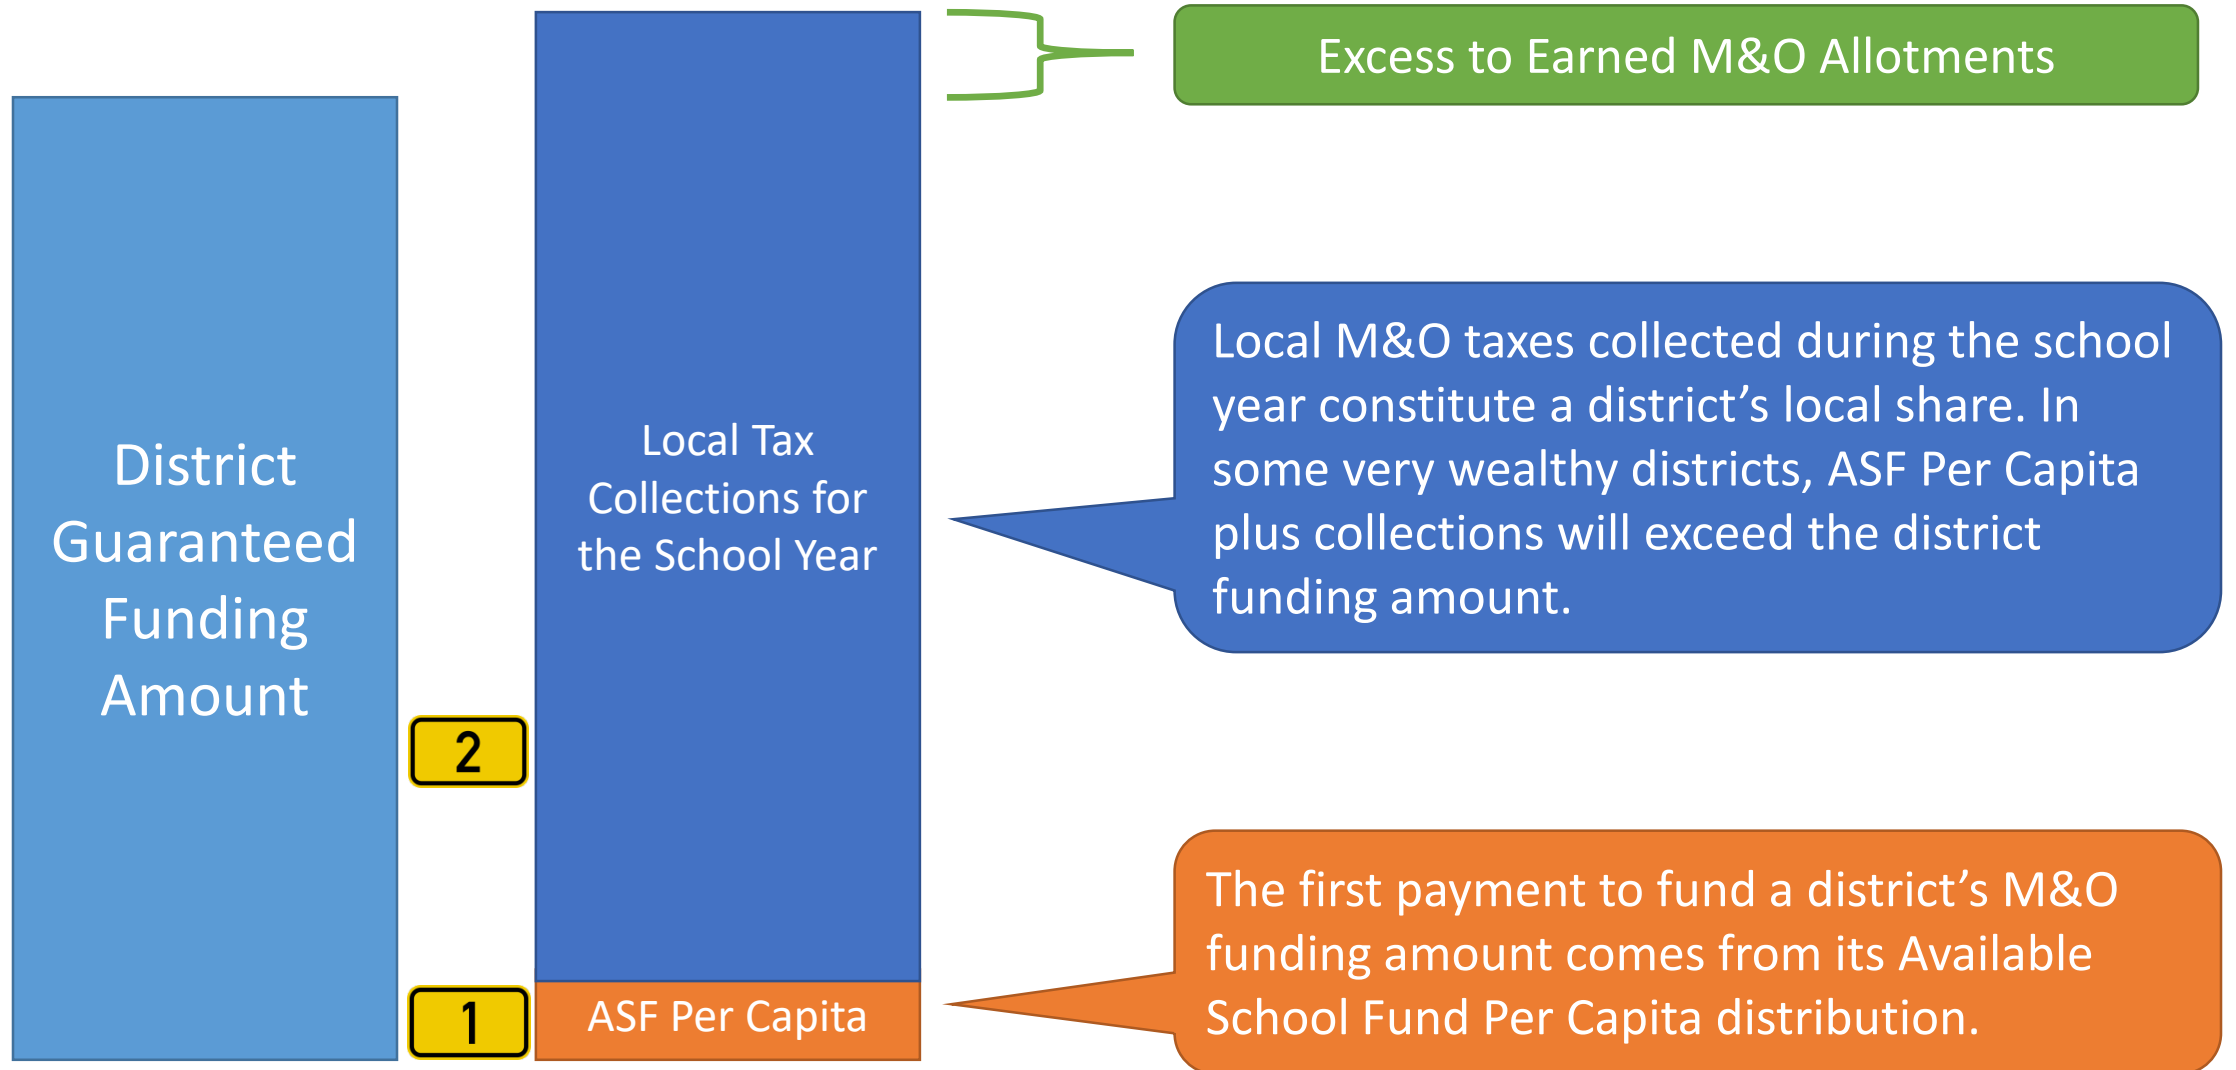 Excess to Earned M&O Allotments
District
Guaranteed
Funding
Amount
Local Tax
Collections for
the School Year
Local M&O taxes collected during the school
year constitute a district’s local share. In
some very wealthy districts, ASF Per Capita
plus collections will exceed the district
funding amount.
2
1
ASF Per Capita
The first payment to fund a district’s M&O
funding amount comes from its Available
School Fund Per Capita distribution.